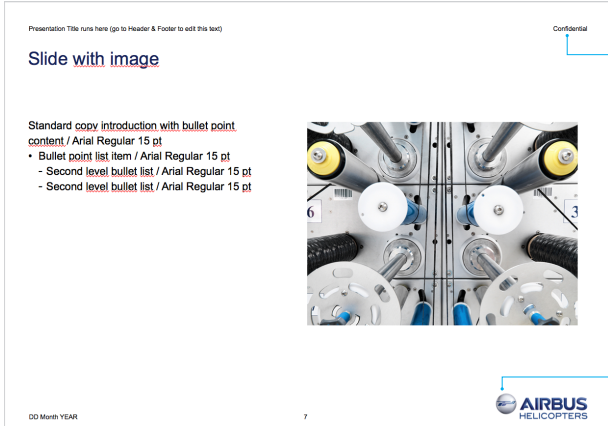 Presentation Title runs here (go to Header & Footer to edit this text)
Confidential
Slide with image
Standard copy introduction with bullet point
content / Arial Regular 15 pt
• Bullet point list item / Arial Regular 15 pt
- Second level bullet list / Arial Regular 15 pt
- Second level bullet list / Arial Regular 15 pt
6
3
AIRBUS
HELICOPTERS
DD Month YEAR
7